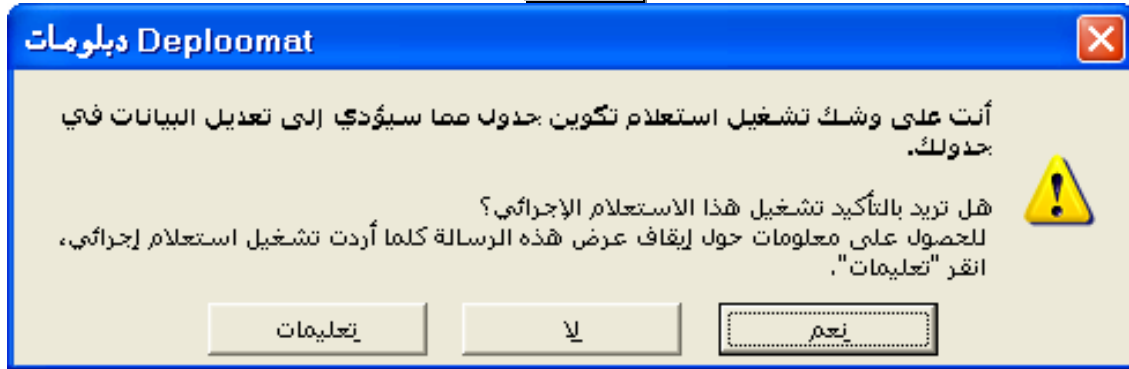 Deploomat دبلومات
أنت على وشك تشغيل استعلام تكوين جدول مما سيؤدي إلى تعديل البيانات في
جدولك.
هل تريد بالتأكيد تشغيل هذا الاستعلام الإجرائي؟
للحصول على معلومات حول إيقاف عرض هذه الرسالة كلما أردت تشغيل استعلام إجرائي،
انقر "تعليمات".
نعم
لا
تعليمات